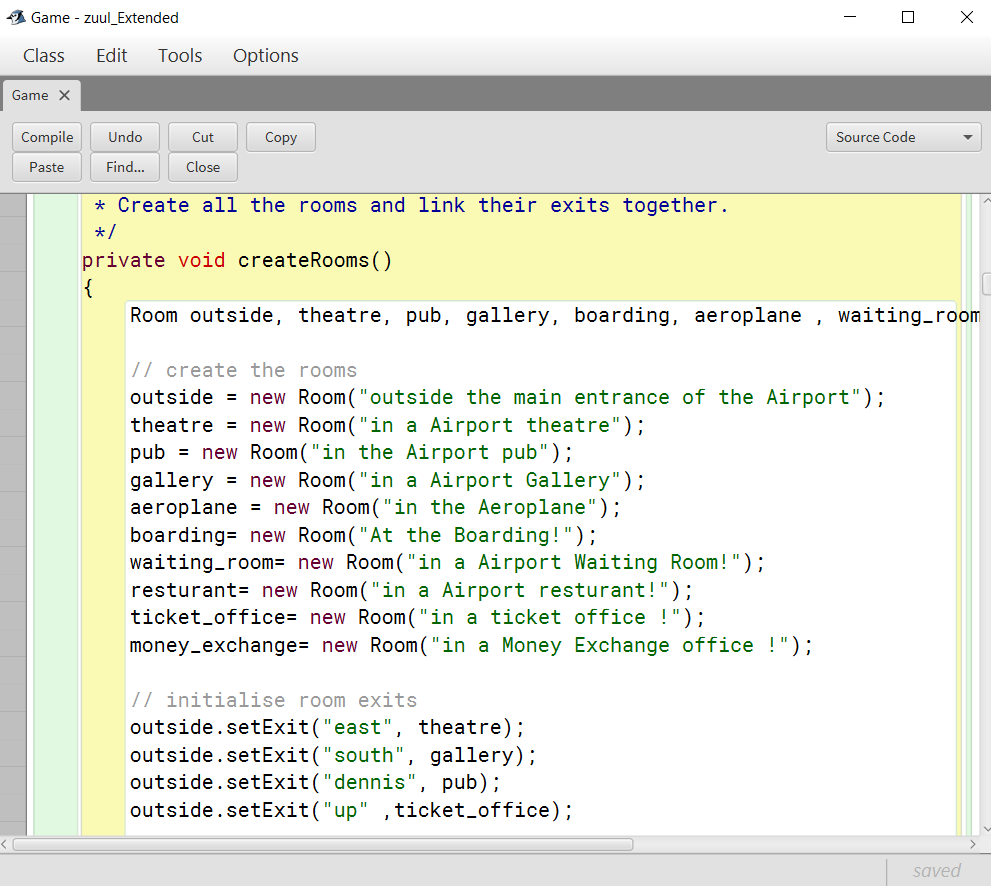 Game - zuul_Extended
Class Edit Tools Options
Game
Compile Undo Cut Copy Source Code
Paste Find... Close
* Create all the rooms and link their exits together.
*/
private void createRooms()
{
Room outside, theatre, pub, gallery, boarding, aeroplane , waiting_room
// create the rooms
outside = new Room("outside the main entrance of the Airport");
theatre = new Room("in a Airport theatre");
pub = new Room("in the Airport pub");
gallery = new Room("in a Airport Gallery");
aeroplane = new Room("in the Aeroplane");
boarding= new Room("At the Boarding!");
waiting_room= new Room("in a Airport Waiting Room!");
resturant= new Room("in a Airport resturant!");
ticket_office= new Room("in a ticket office !");
money_exchange= new Room("in a Money Exchange office !");
// initialise room exits
outside.setExit("east", theatre);
outside.setExit("south", gallery);
outside.setExit("dennis", pub);
outside.setExit("up" ,ticket_office);
saved